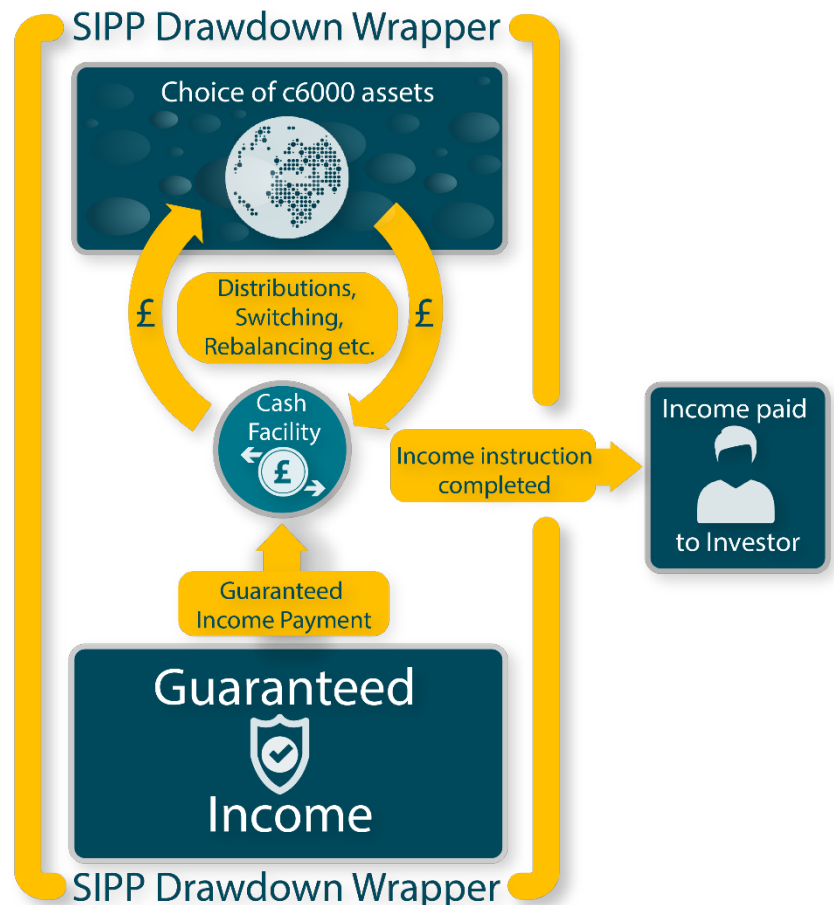 SIPP Drawdown Wrapper
Choice of c6000 assets
£
Distributions,
Switching,
Rebalancing etc.
£
Cash
Facility
£
Income instruction
completed
Income paid
to Investor
Guaranteed
Income Payment
Guaranteed
Income
SIPP Drawdown Wrapper